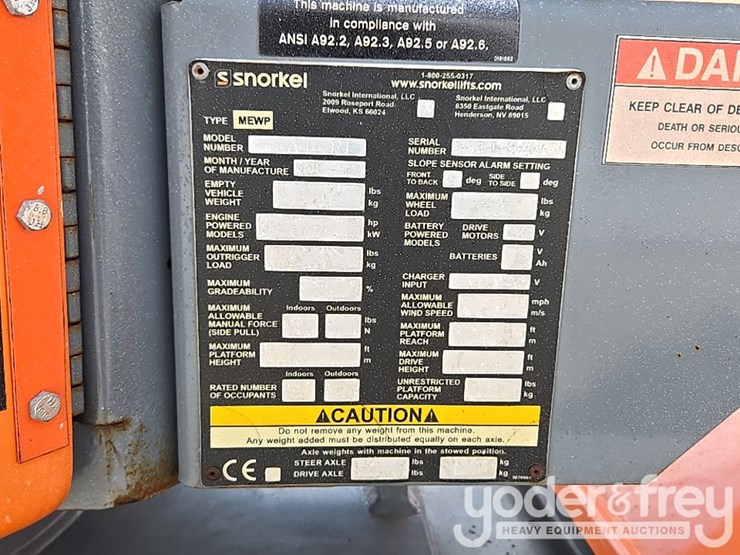 This machine is manufactured
in compliance with
ANSI A92.2, A92.3, A92.5 or A92.6.
snorkel
1-800-255-0317
www.snorkellifts.com
Snorkel International, LLC
2009 Roseport Road
Elwood, KS 66024
Snorkel International, LLC
8350 Eastgate Road
Henderson, NV 89015
TYPE MEWP
MODEL
NUMBER
SERIAL
NUMBER
MONTH / YEAR
OF MANUFACTURE
SLOPE SENSOR ALARM SETTING
FRONT
TO BACK
deg
SIDE
TO SIDE
deg
EMPTY
VEHICLE
WEIGHT
lbs
kg
MAXIMUM
WHEEL
LOAD
lbs
kg
ENGINE
POWERED
MODELS
hp
kW
BATTERY
POWERED
MODELS
DRIVE
MOTORS
V
BATTERIES
V
Ah
MAXIMUM
OUTRIGGER
LOAD
lbs
kg
CHARGER
INPUT
V
MAXIMUM
GRADEABILITY
%
MAXIMUM
ALLOWABLE
WIND SPEED
mph
m/s
MAXIMUM
ALLOWABLE
MANUAL FORCE
(SIDE PULL)
Indoors
Outdoors
lbs
N
MAXIMUM
PLATFORM
REACH
ft
m
MAXIMUM
PLATFORM
HEIGHT
ft
m
MAXIMUM
DRIVE
HEIGHT
ft
m
RATED NUMBER
OF OCCUPANTS
Indoors
Outdoors
UNRESTRICTED
PLATFORM
CAPACITY
lbs
kg
CAUTION
Do not remove any weight from this machine.
Any weight added must be distributed equally on each axle.
Axle weights with machine in the stowed position.
CE
STEER AXLE lbs kg
DRIVE AXLE lbs kg
DAN
KEEP CLEAR OF DE
DEATH OR SERIOU
OCCUR FROM DESC
yoder&frey
HEAVY EQUIPMENT AUCTIONS